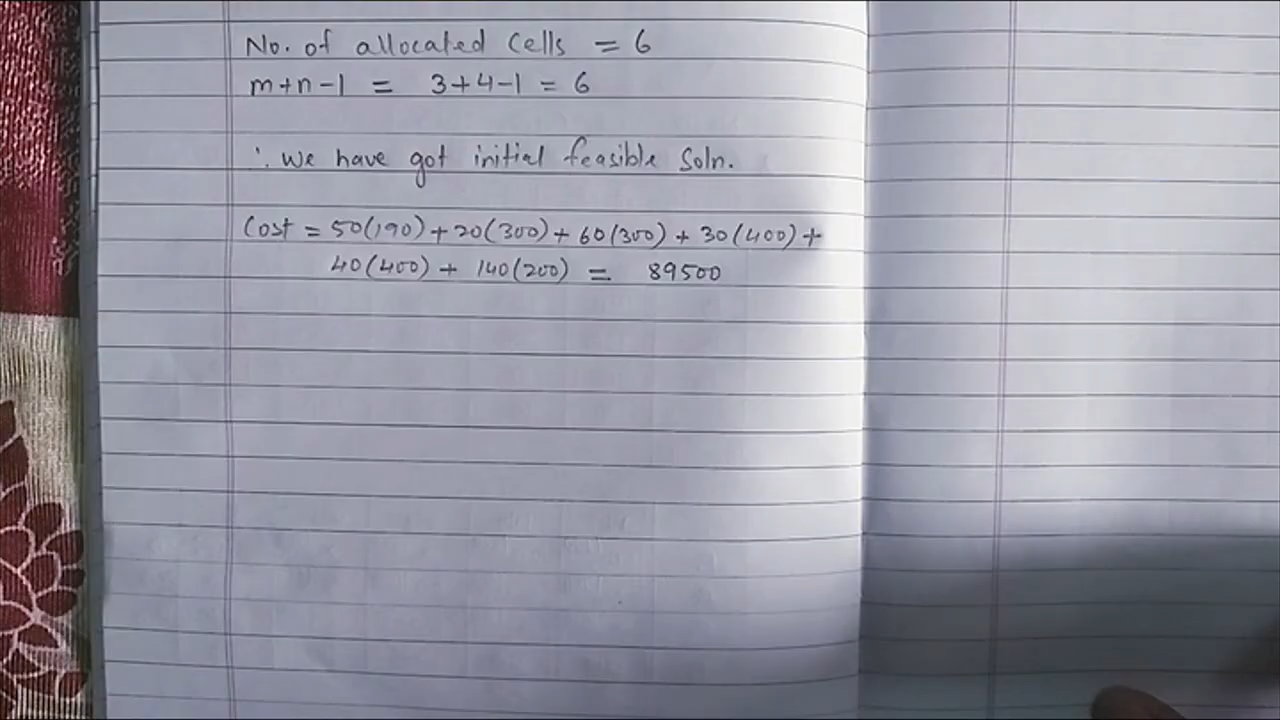 No. of allocated Cells = 6
m+n-1 = 3+4-1 = 6
∴ we have got initial feasible Soln.
Cost = 50(190) + 20(300) + 60(300) + 30(400) +
40(400) + 140(200) = 89500